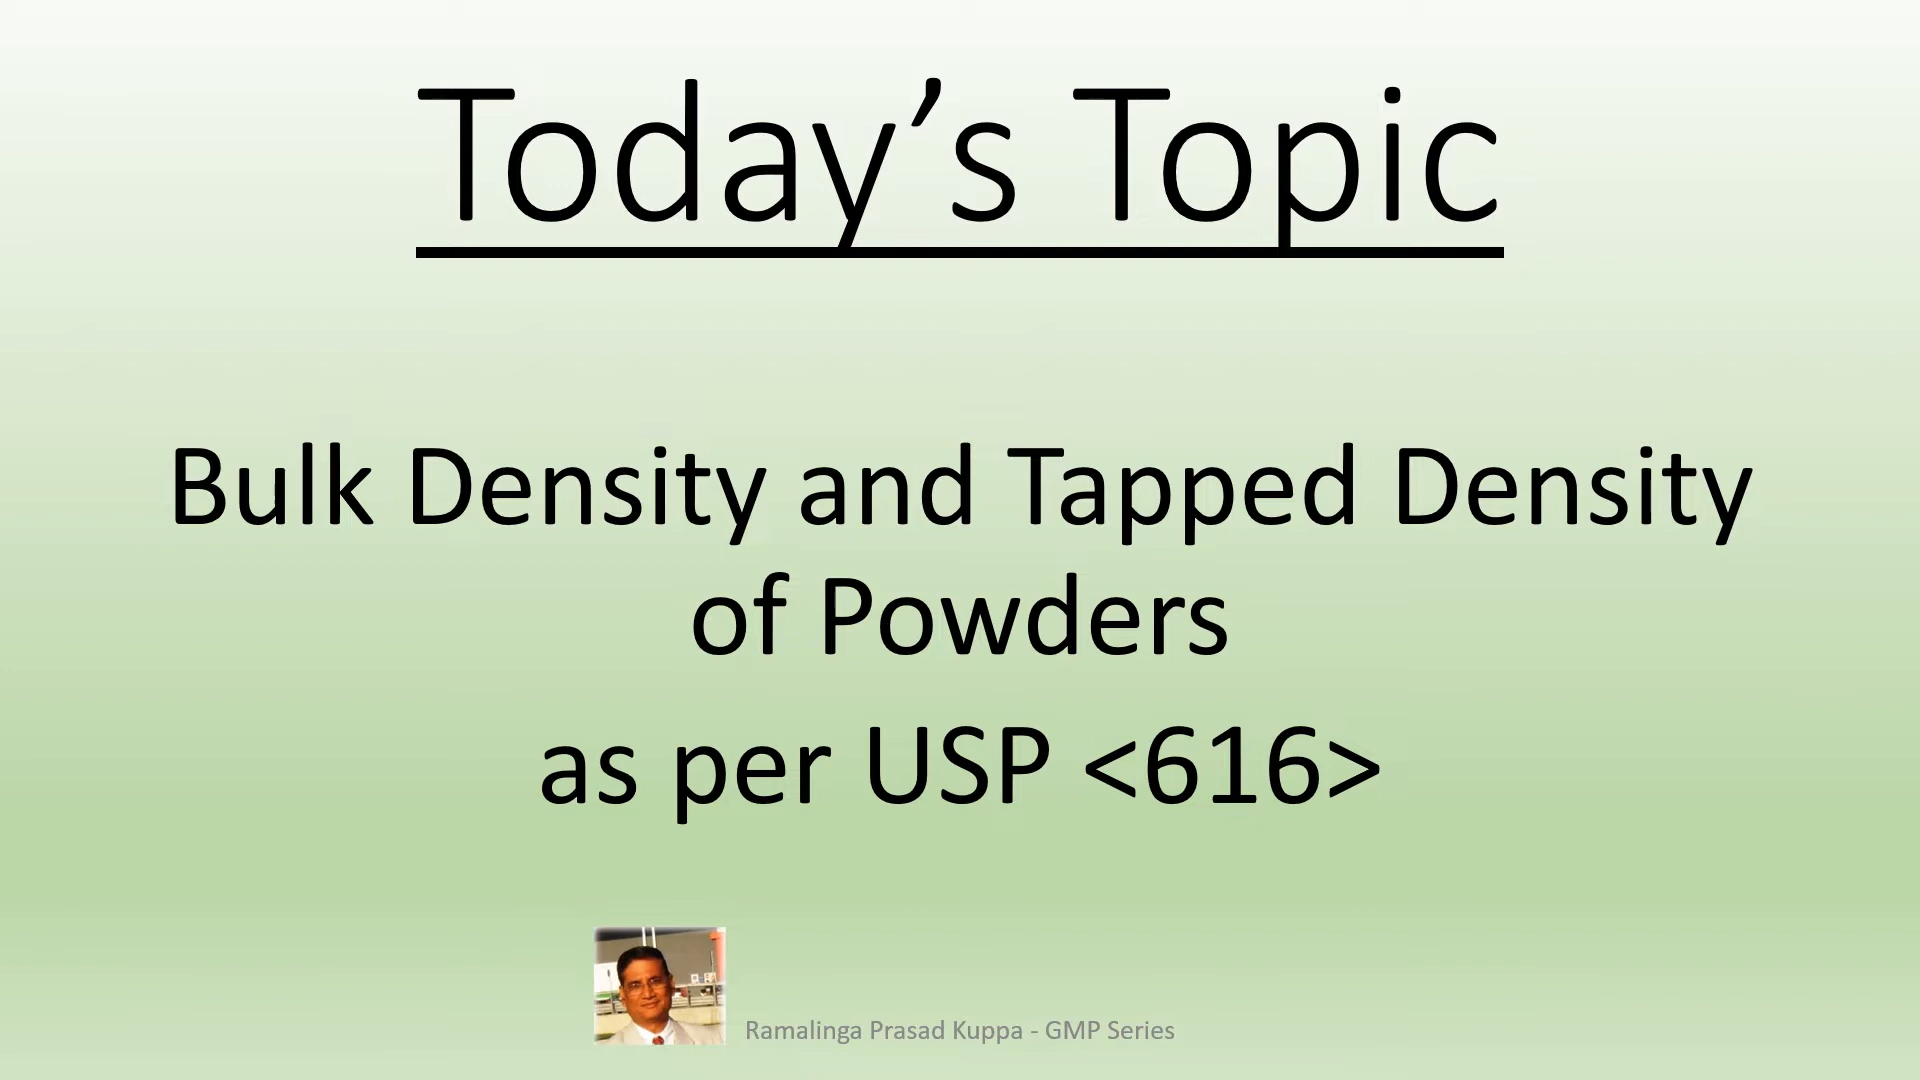 Today’s Topic
Bulk Density and Tapped Density
of Powders
as per USP <616>
Ramalinga Prasad Kuppa - GMP Series